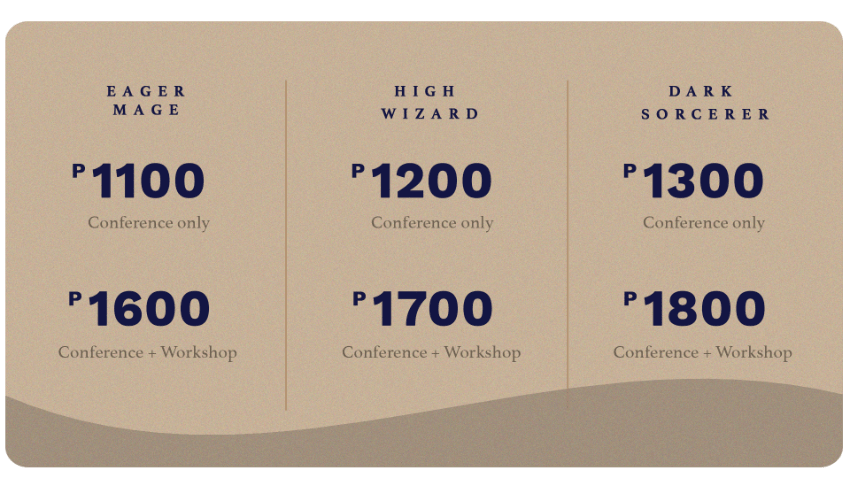 EAGER
MAGE
P1100
Conference only
P1600
Conference + Workshop
HIGH
WIZARD
P1200
Conference only
P1700
Conference + Workshop
DARK
SORCERER
P1300
Conference only
P1800
Conference + Workshop